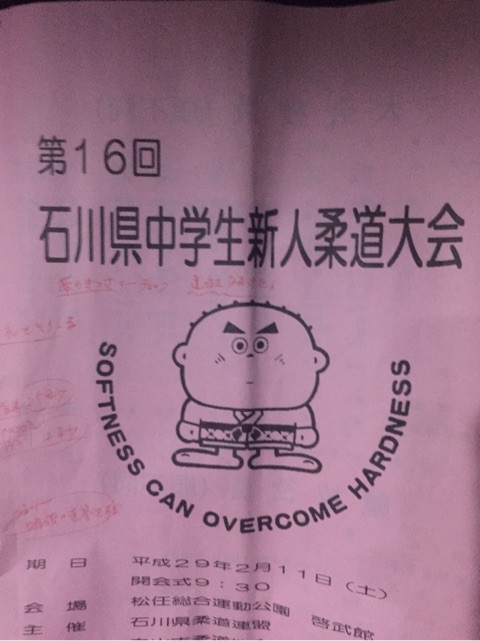 第16回
石川県中学生新人柔道大会
SOFTNESS CAN OVERCOME HARDNESS
期 日 平成29年2月11日（土）
開会式9：30
会 場 松任総合運動公園 啓武館
主 催 石川県柔道連盟